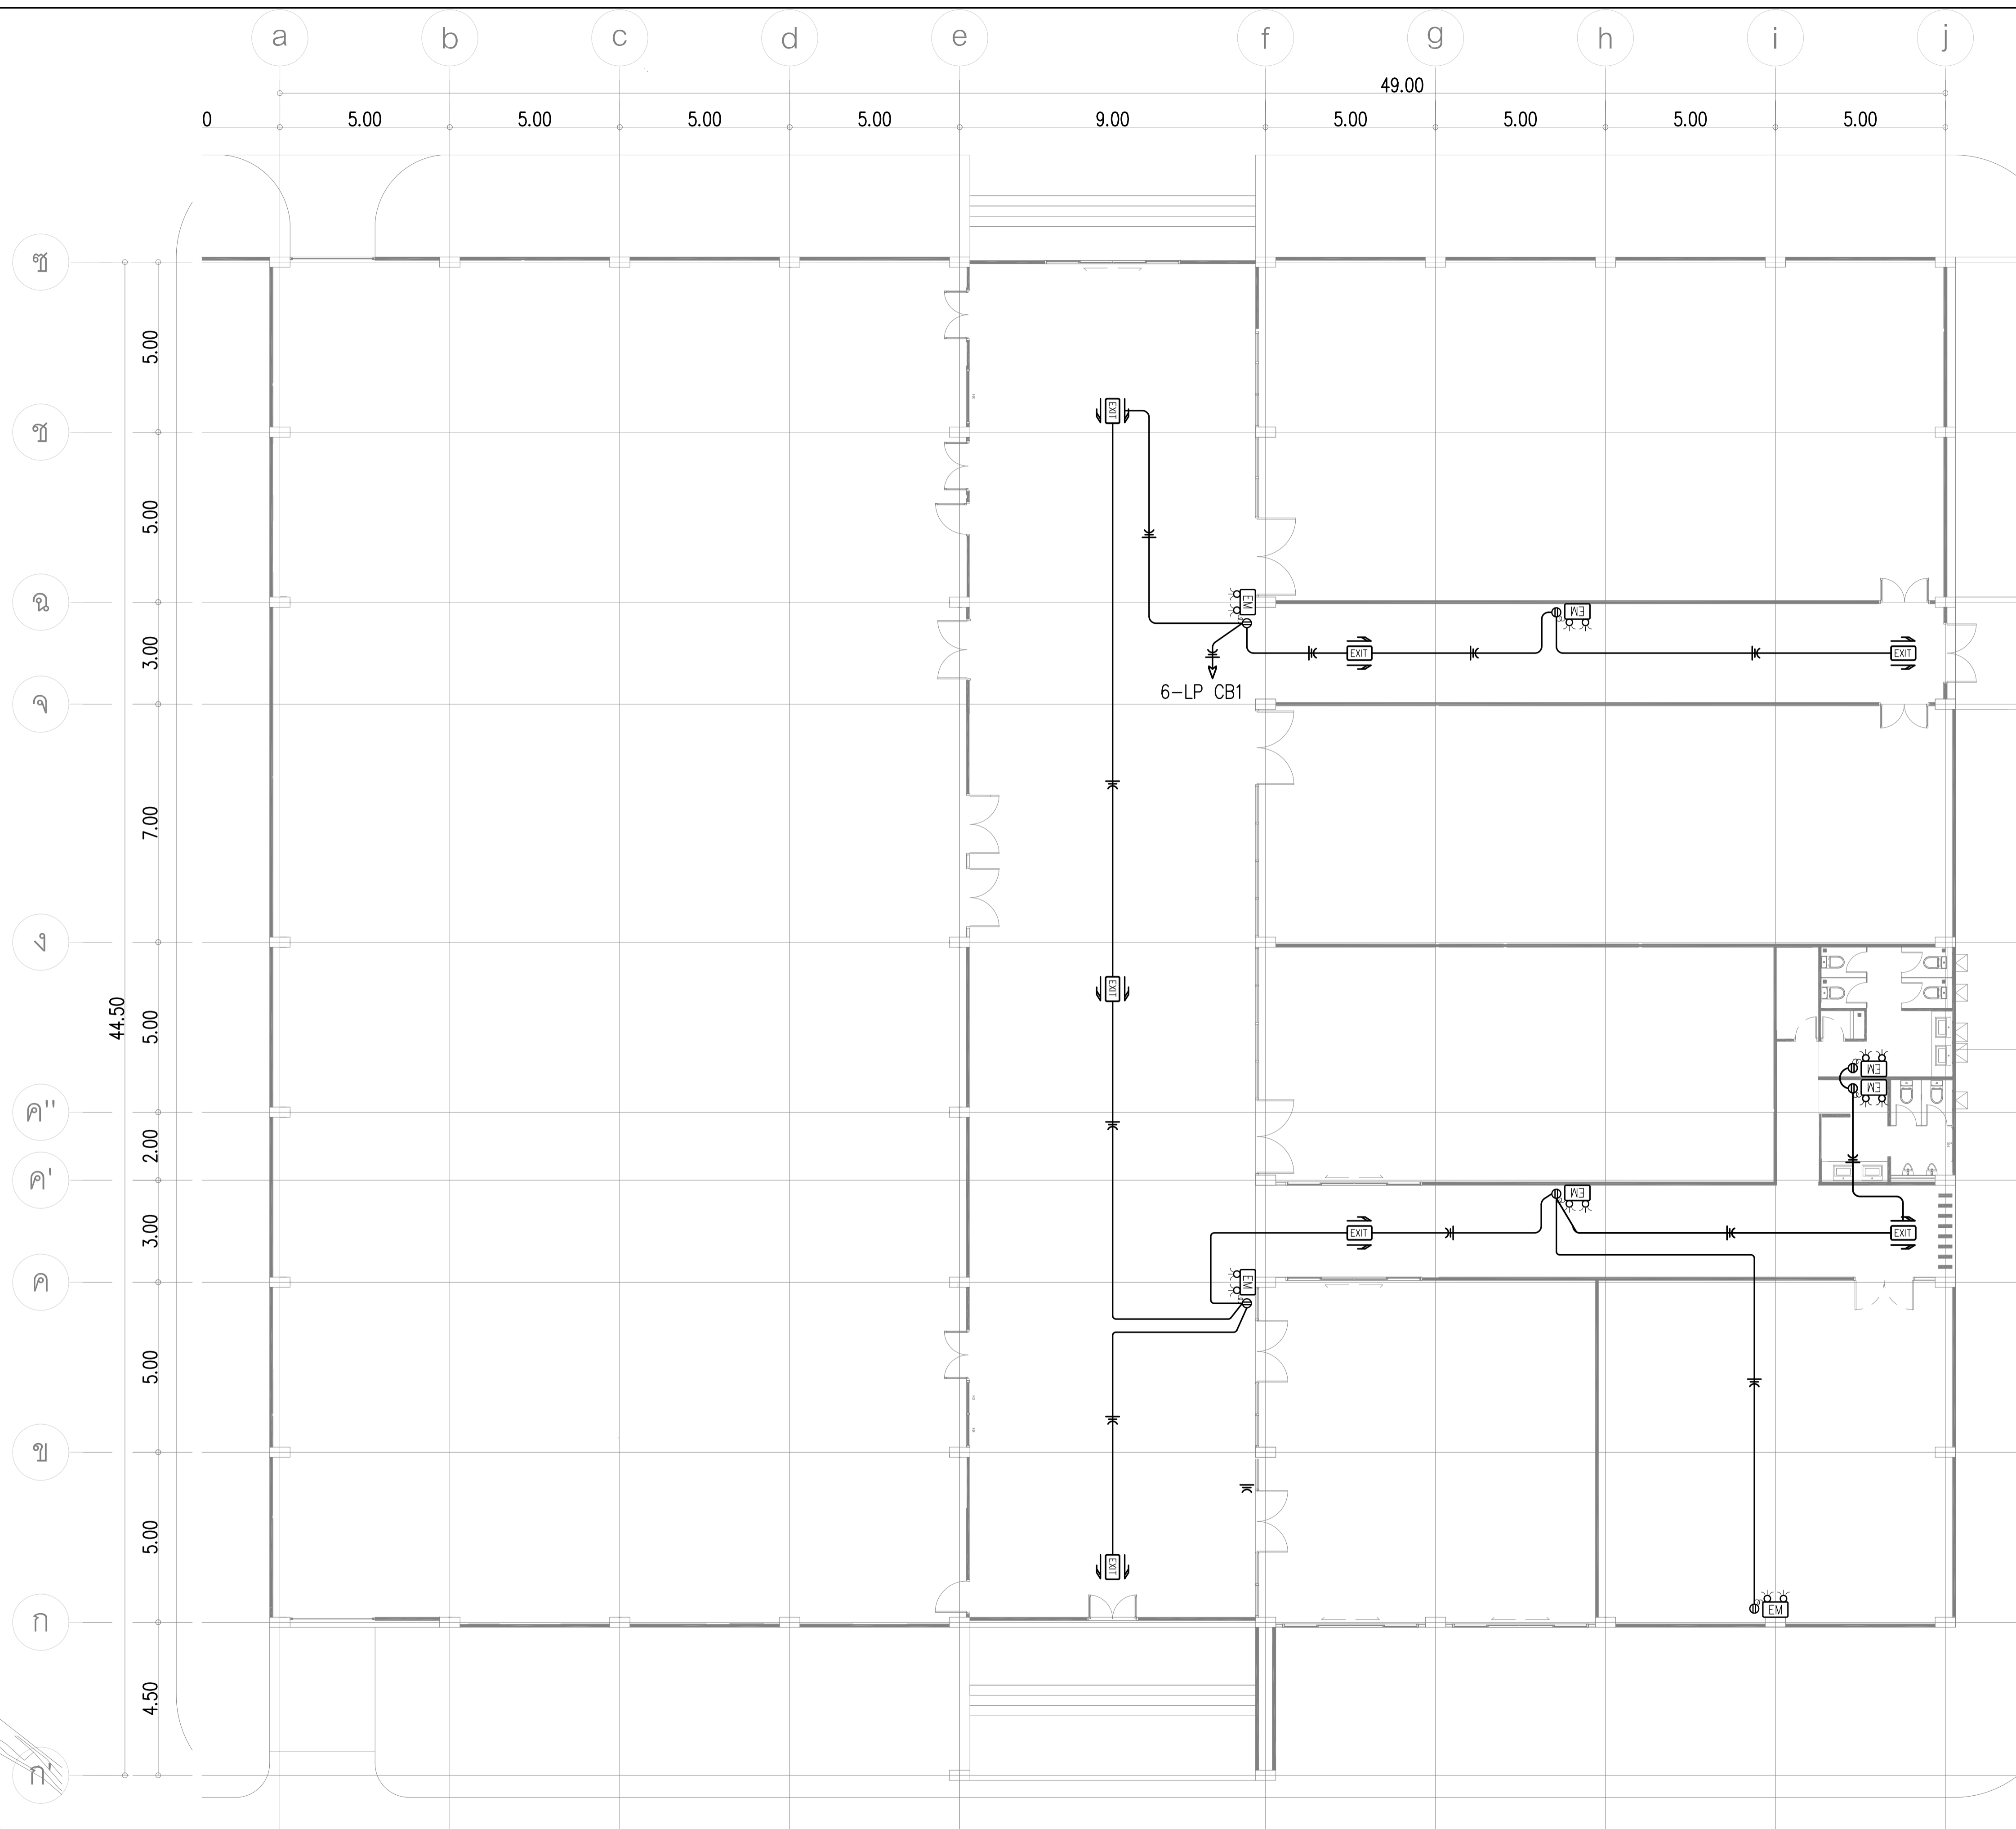 a b c d e f g h i j
49.00
0 5.00 5.00 5.00 5.00 9.00 5.00 5.00 5.00 5.00
ซ
5.00
ช
EXIT
5.00
ฉ
EM
EM
3.00
EXIT
EXIT
6-LP CB1
จ
7.00
ง
EXIT
44.50
5.00
EM
EM
ค''
2.00
ค'
EM
3.00
EXIT
EXIT
EM
ค
5.00
ข
5.00
EXIT
EM
ก
4.50
ก'